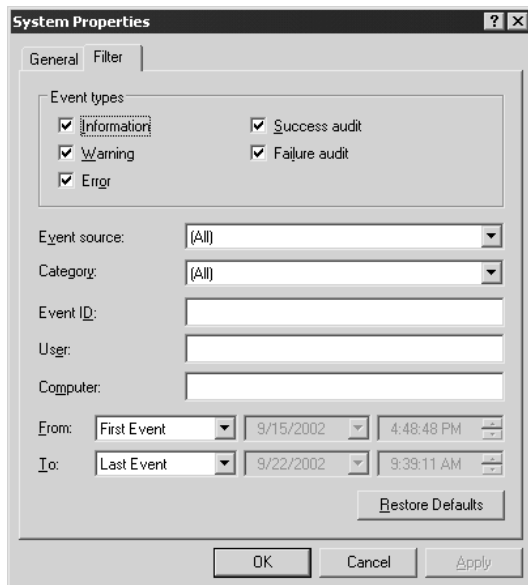 System Properties
General Filter
Event types
Information Success audit
Warning Failure audit
Error
Event source: (All)
Category: (All)
Event ID:
User:
Computer:
From: First Event 9/15/2002 4:48:48 PM
To: Last Event 9/22/2002 9:39:11 AM
Restore Defaults
OK Cancel Apply